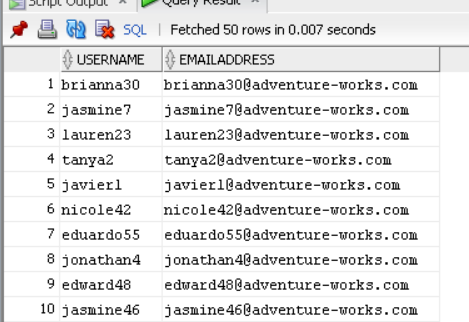 Script Output × Query Result ×
SQL | Fetched 50 rows in 0.007 seconds
USERNAME EMAILADDRESS
1 brianna30 brianna30@adventure-works.com
2 jasmine7 jasmine7@adventure-works.com
3 lauren23 lauren23@adventure-works.com
4 tanya2 tanya2@adventure-works.com
5 javier1 javier1@adventure-works.com
6 nicole42 nicole42@adventure-works.com
7 eduardo55 eduardo55@adventure-works.com
8 jonathan4 jonathan4@adventure-works.com
9 edward48 edward48@adventure-works.com
10 jasmine46 jasmine46@adventure-works.com